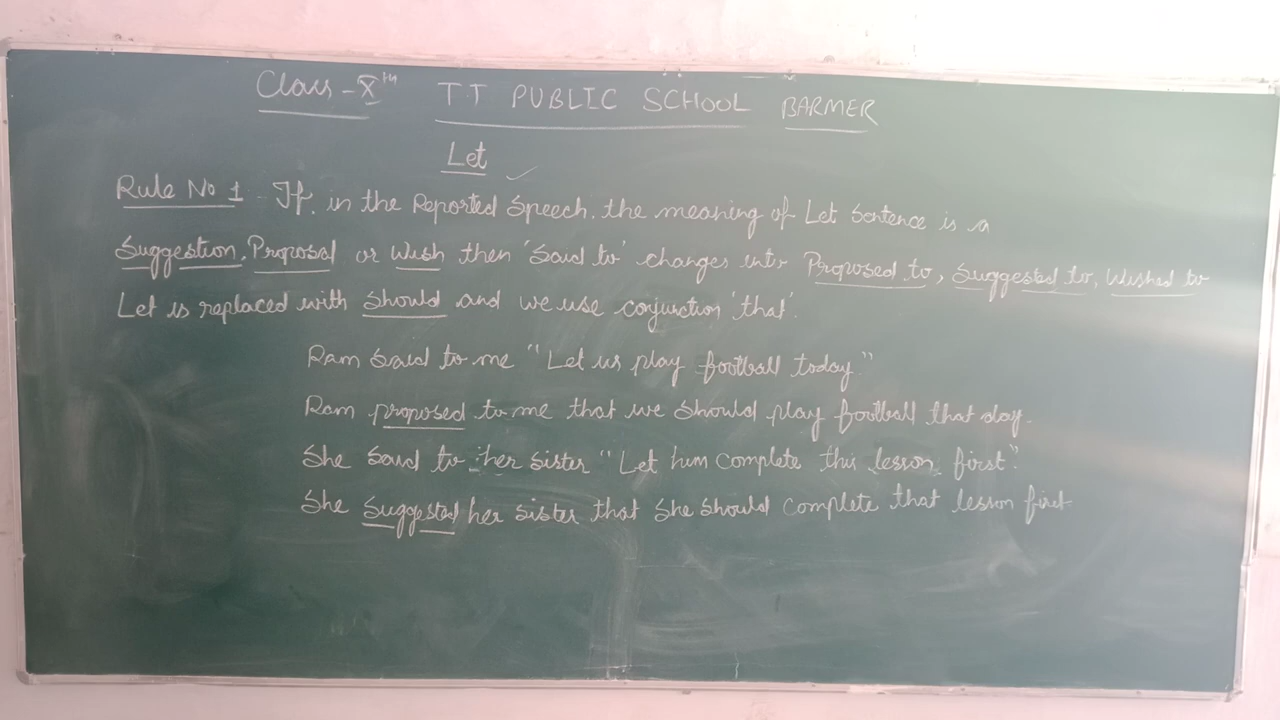 Class - Xth TT PUBLIC SCHOOL BARMER
Let
Rule No 1 If. in the Reported Speech. the meaning of Let Sentence is a
Suggestion, Proposal or Wish then 'Said to' changes into Proposed to, Suggested to, Wished to
Let is replaced with Should and we use conjunction 'that'.
Ram Said to me "Let us play football today."
Ram proposed to me that we should play football that day.
She Said to her sister "Let him complete this lesson first".
She Suggested her sister that She Should complete that lesson first